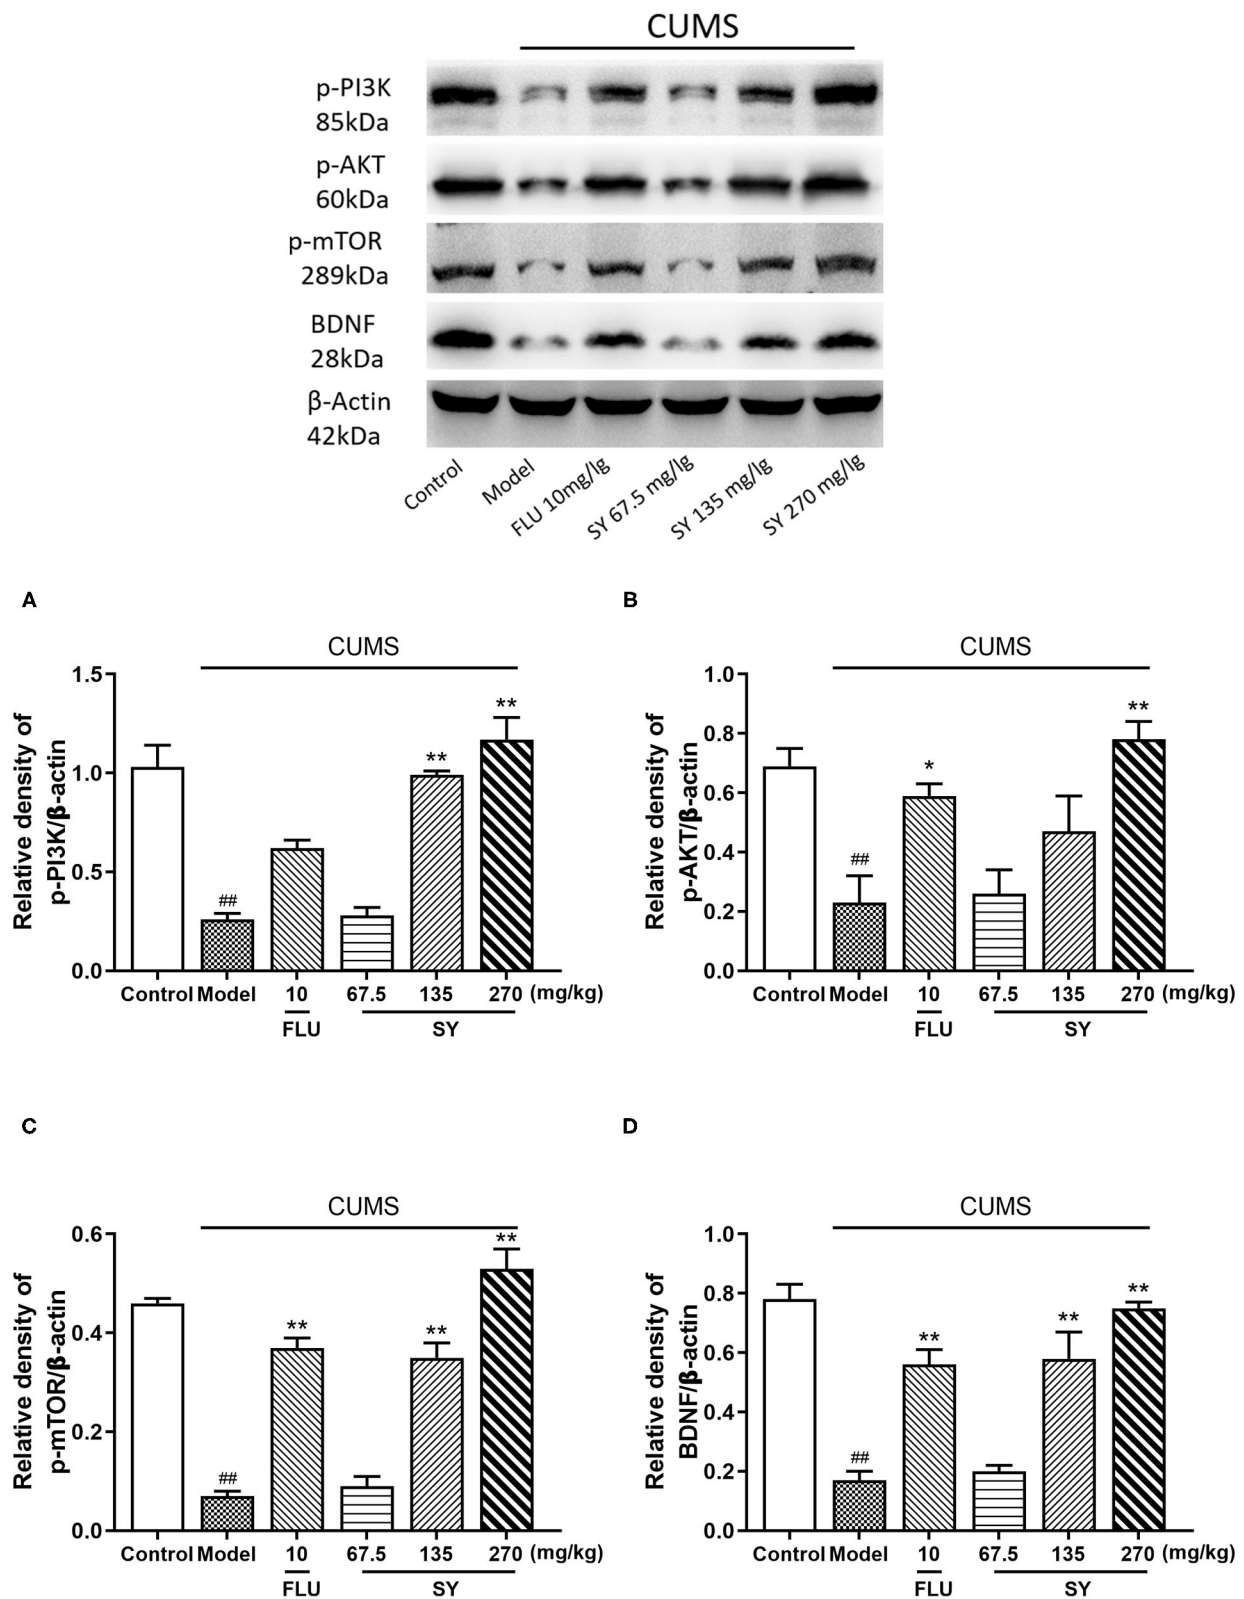 CUMS
p-PI3K
85kDa
p-AKT
60kDa
p-mTOR
289kDa
BDNF
28kDa
β-Actin
42kDa
Control
Model
FLU 10mg/lg
SY 67.5 mg/lg
SY 135 mg/lg
SY 270 mg/lg
A
CUMS
Relative density of
p-PI3K/β-actin
1.5
1.0
0.5
0.0
##
**
**
Control Model 10 67.5 135 270 (mg/kg)
FLU SY
B
CUMS
Relative density of
p-AKT/β-actin
1.0
0.8
0.6
0.4
0.2
0.0
##
*
**
Control Model 10 67.5 135 270 (mg/kg)
FLU SY
C
CUMS
Relative density of
p-mTOR/β-actin
0.6
0.4
0.2
0.0
##
**
**
**
Control Model 10 67.5 135 270 (mg/kg)
FLU SY
D
CUMS
Relative density of
BDNF/β-actin
1.0
0.8
0.6
0.4
0.2
0.0
##
**
**
**
Control Model 10 67.5 135 270 (mg/kg)
FLU SY